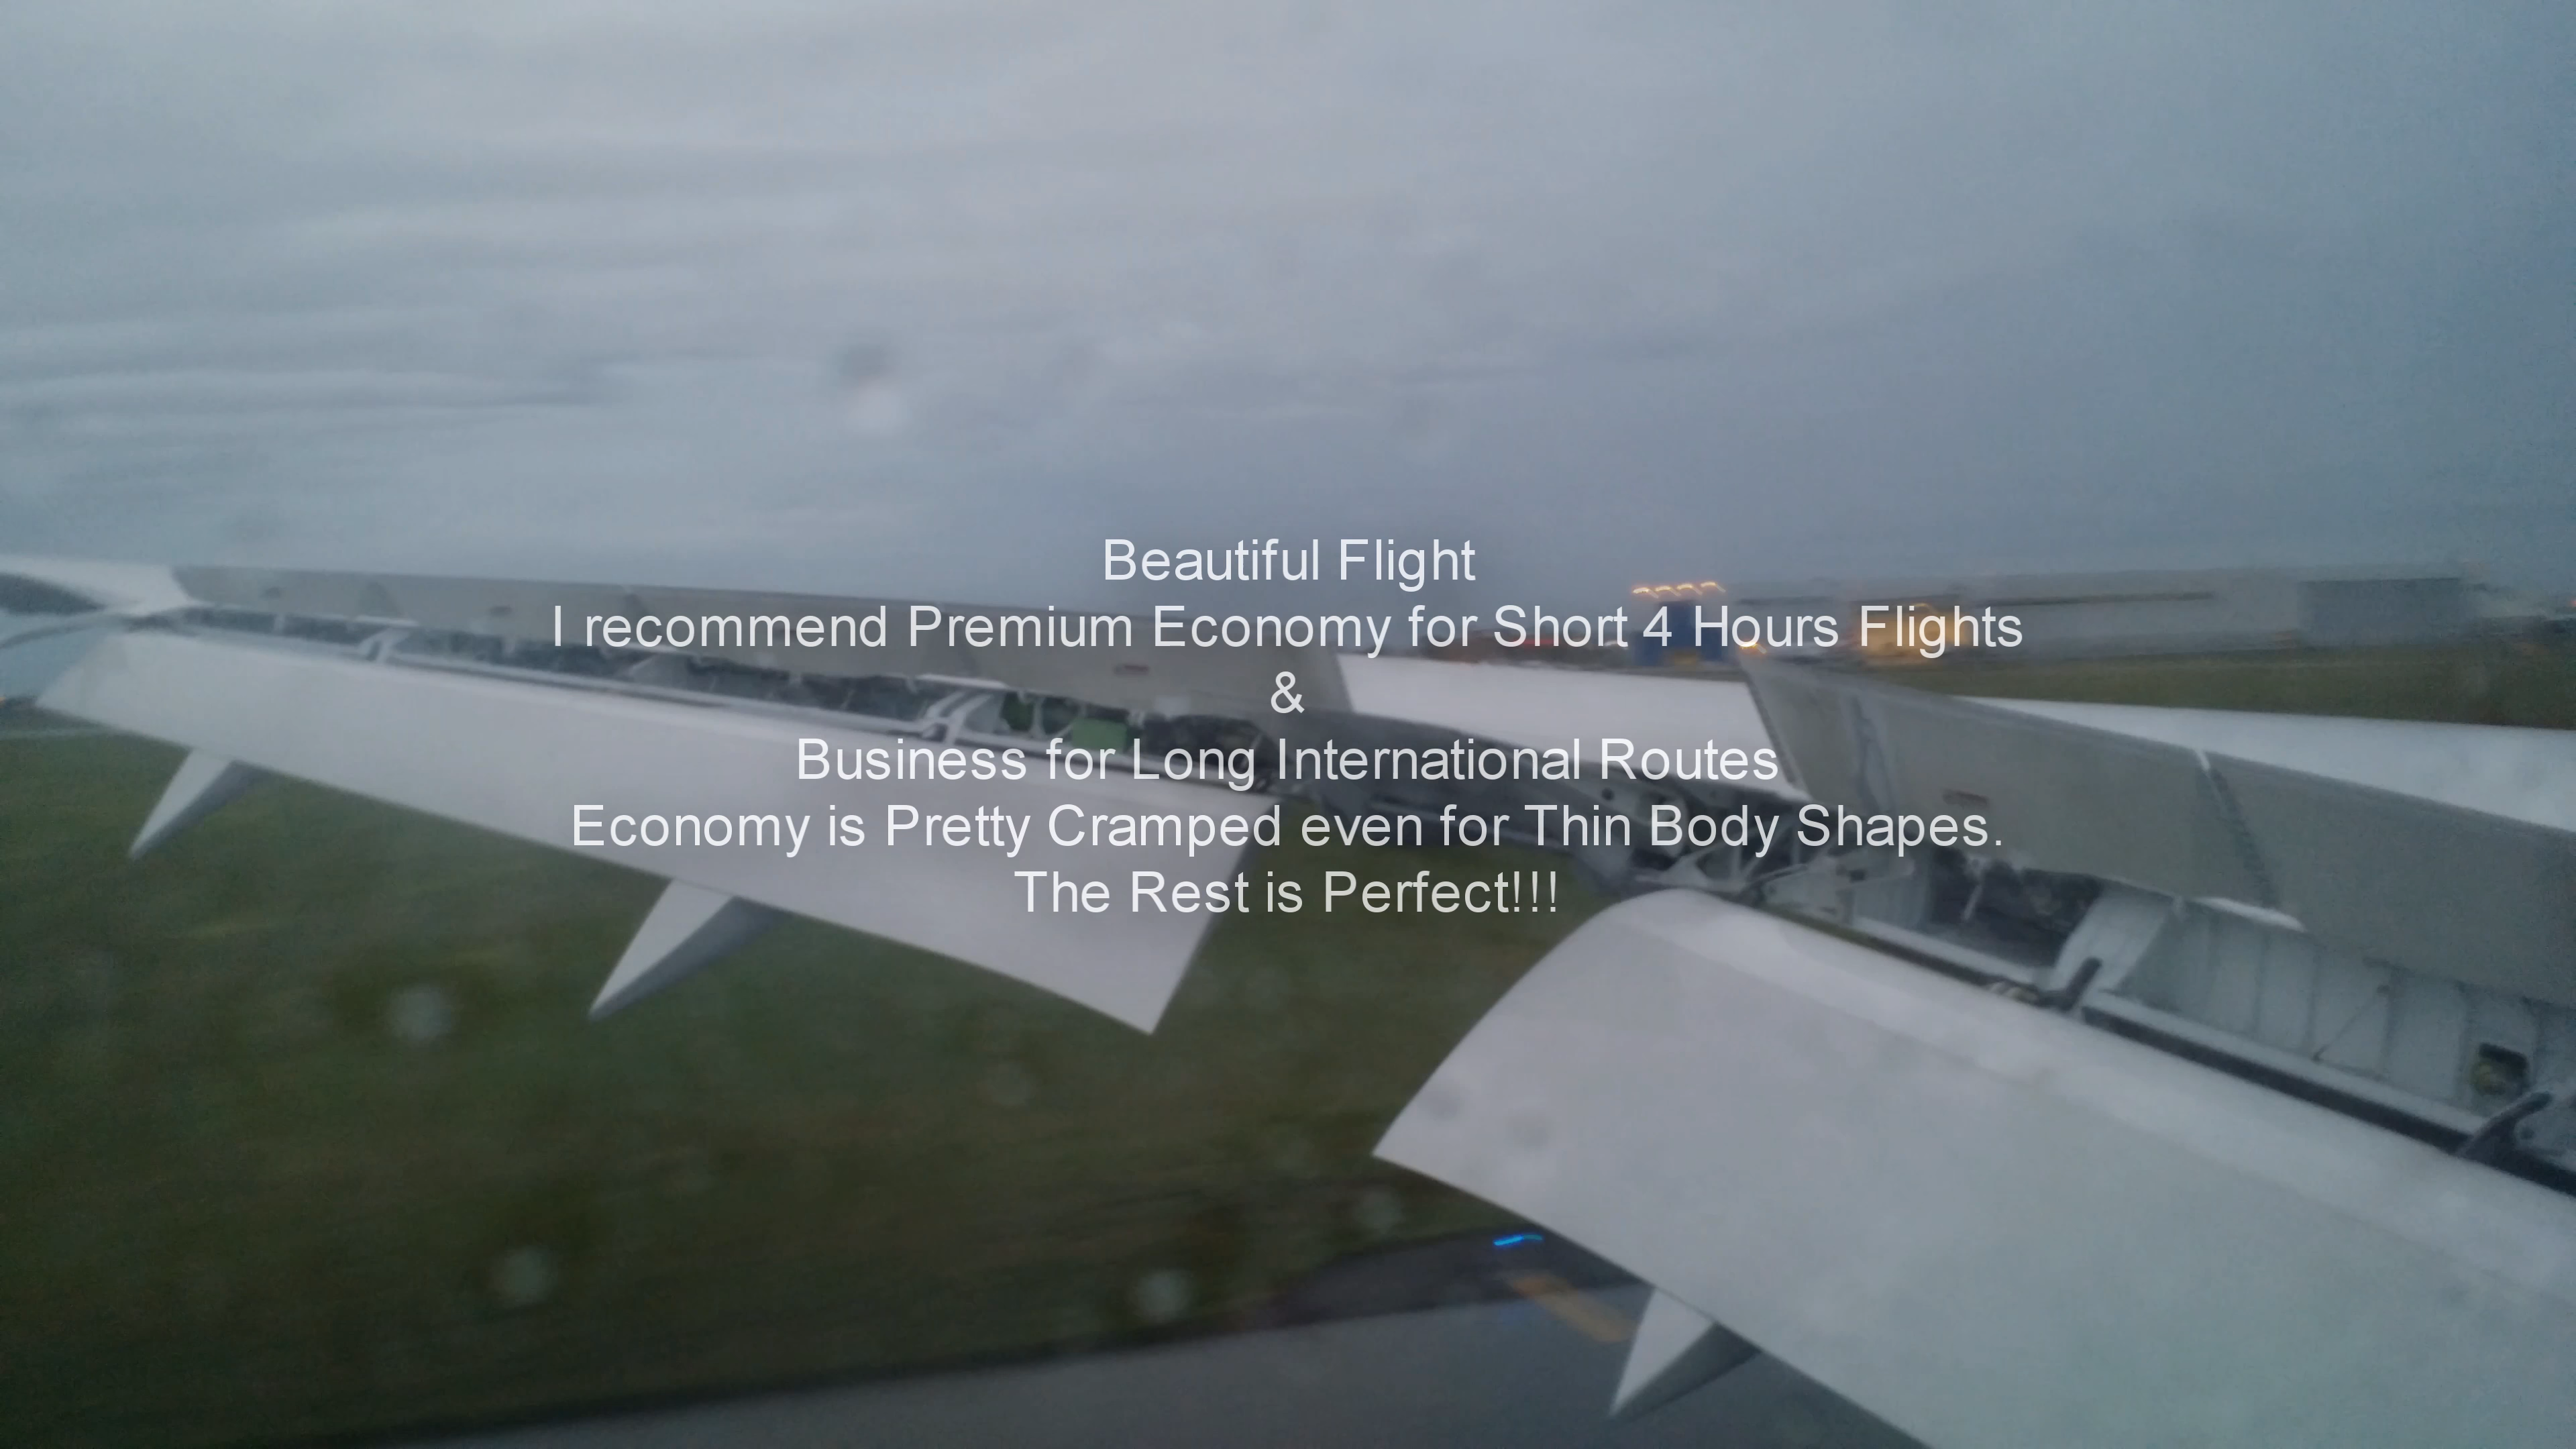 Beautiful Flight
I recommend Premium Economy for Short 4 Hours Flights
&
Business for Long International Routes
Economy is Pretty Cramped even for Thin Body Shapes.
The Rest is Perfect!!!